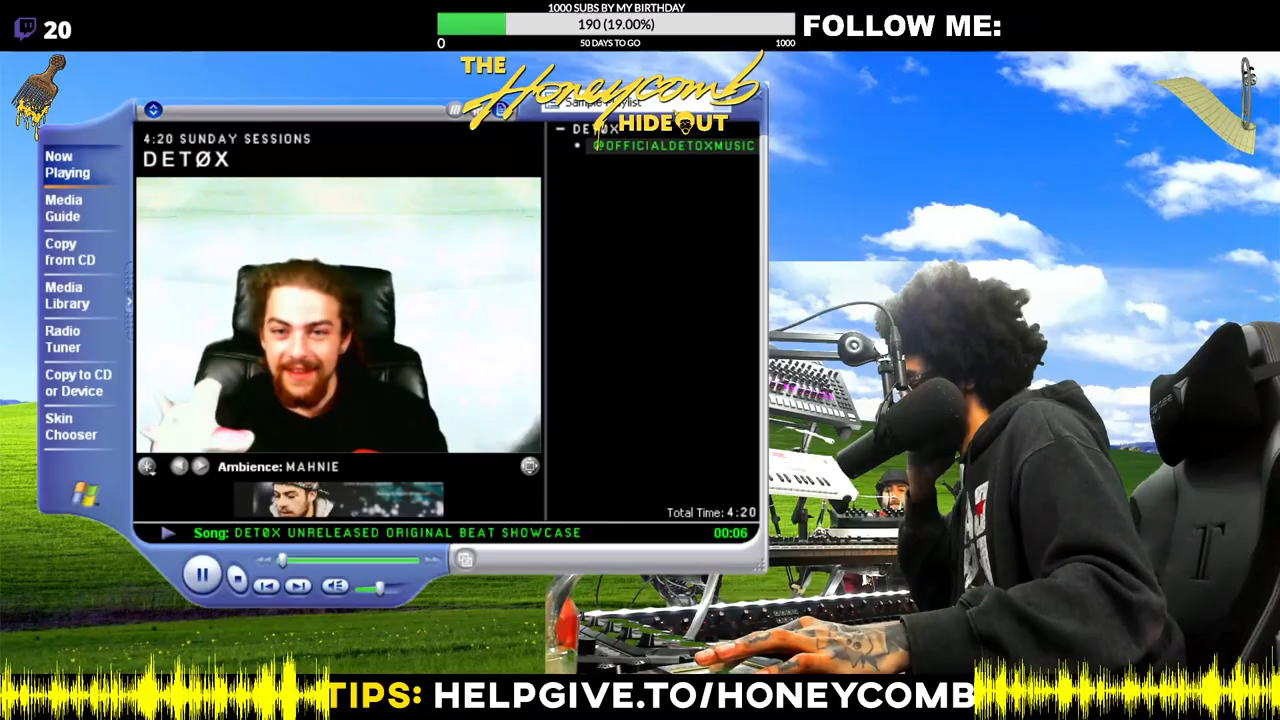 20
1000 SUBS BY MY BIRTHDAY
190 (19.00%)
0 50 DAYS TO GO 1000
FOLLOW ME:
THE
Honeycomb
HIDEOUT
Sample Playlist
4:20 SUNDAY SESSIONS
DETØX
DETØX
@OFFICIALDETOXMUSIC
Now
Playing
Media
Guide
Copy
from CD
Media
Library
Radio
Tuner
Copy to CD
or Device
Skin
Chooser
Ambience: MAHNIE
Total Time: 4:20
Song: DETØX UNRELEASED ORIGINAL BEAT SHOWCASE 00:06
TIPS: HELPGIVE.TO/HONEYCOMB